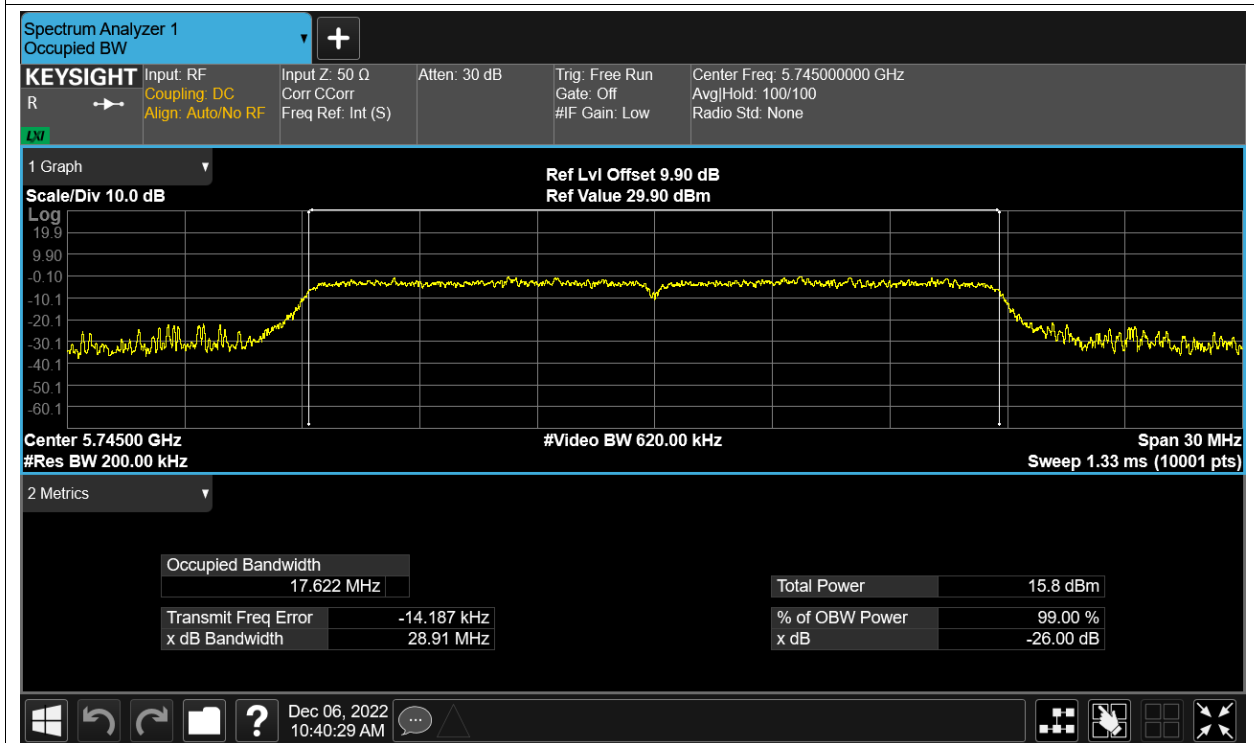 Spectrum Analyzer 1
Occupied BW
KEYSIGHT
R
LXI
Input: RF
Coupling: DC
Align: Auto/No RF
Input Z: 50 Ω
Corr CCorr
Freq Ref: Int (S)
Atten: 30 dB
Trig: Free Run
Gate: Off
#IF Gain: Low
Center Freq: 5.745000000 GHz
Avg|Hold: 100/100
Radio Std: None
1 Graph
Ref Lvl Offset 9.90 dB
Scale/Div 10.0 dB
Ref Value 29.90 dBm
Log
19.9
9.90
-0.10
-10.1
-20.1
-30.1
-40.1
-50.1
-60.1
Center 5.74500 GHz
#Video BW 620.00 kHz
Span 30 MHz
#Res BW 200.00 kHz
Sweep 1.33 ms (10001 pts)
2 Metrics
Occupied Bandwidth
17.622 MHz
Total Power 15.8 dBm
Transmit Freq Error -14.187 kHz
% of OBW Power 99.00 %
x dB Bandwidth 28.91 MHz
x dB -26.00 dB
?
Dec 06, 2022
10:40:29 AM